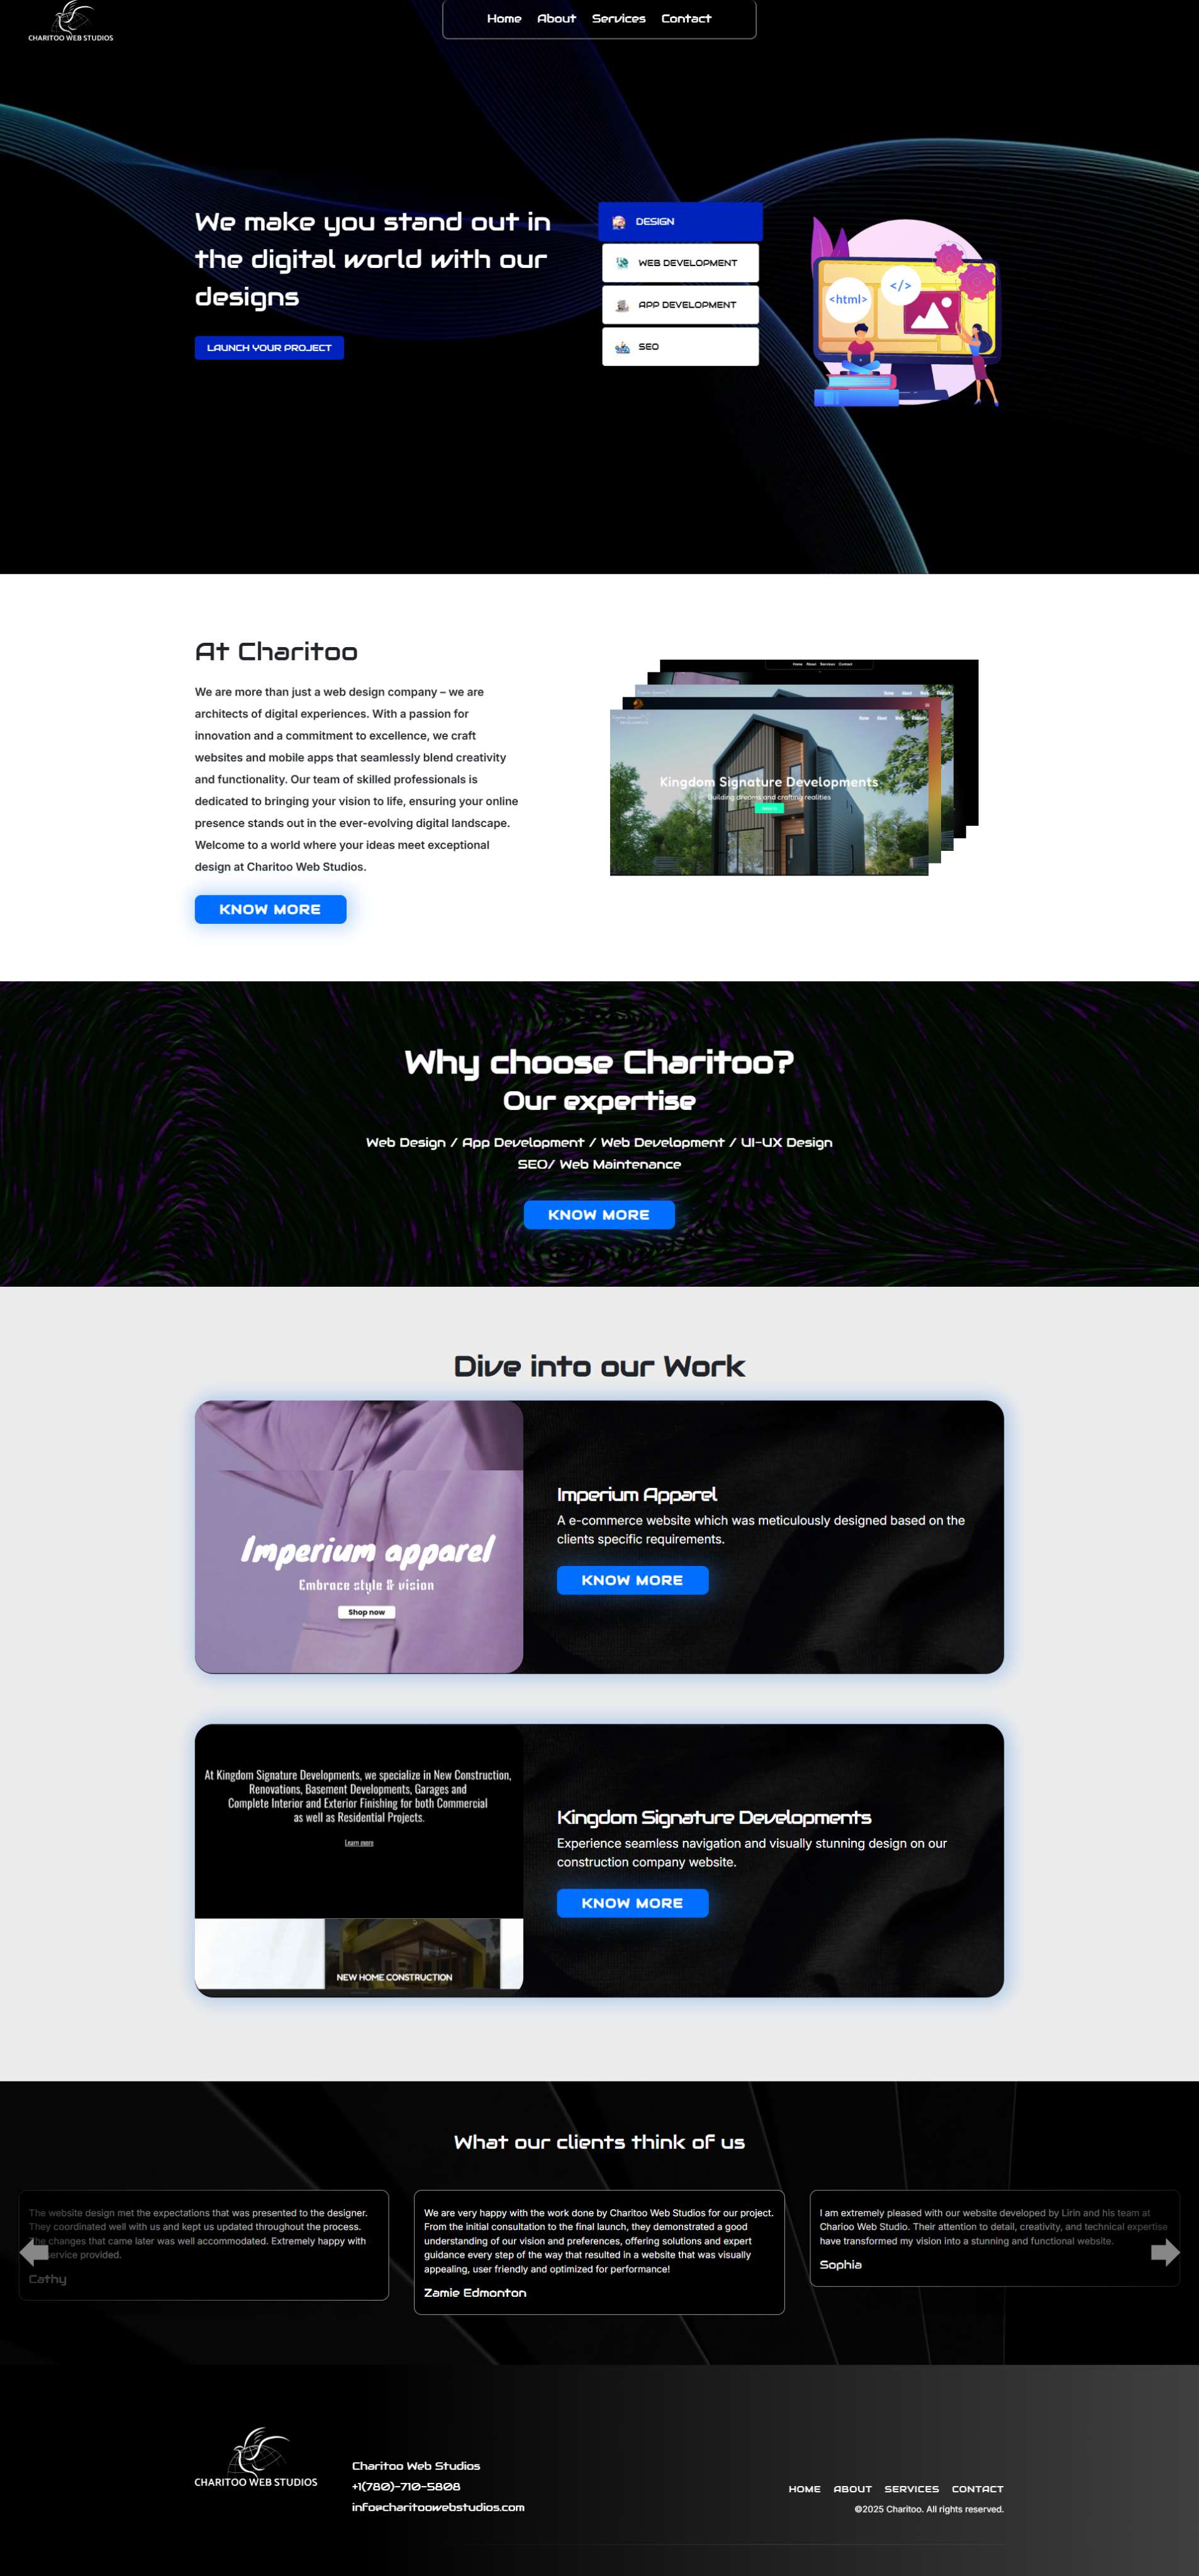 CHARITOO WEB STUDIOS
Home About Services Contact
We make you stand out in
the digital world with our
designs
LAUNCH YOUR PROJECT
DESIGN
WEB DEVELOPMENT
APP DEVELOPMENT
SEO
<html>
</>
At Charitoo
We are more than just a web design company – we are
architects of digital experiences. With a passion for
innovation and a commitment to excellence, we craft
websites and mobile apps that seamlessly blend creativity
and functionality. Our team of skilled professionals is
dedicated to bringing your vision to life, ensuring your online
presence stands out in the ever-evolving digital landscape.
Welcome to a world where your ideas meet exceptional
design at Charitoo Web Studios.
KNOW MORE
Home About Services Contact
Kingdom Signature Developments
Building dreams and crafting realities
Why choose Charitoo?
Our expertise
Web Design / App Development / Web Development / UI-UX Design
SEO/ Web Maintenance
KNOW MORE
Dive into our Work
Imperium apparel
Embrace style & vision
Shop now
Imperium Apparel
A e-commerce website which was meticulously designed based on the
clients specific requirements.
KNOW MORE
At Kingdom Signature Developments, we specialize in New Construction,
Renovations, Basement Developments, Garages and
Complete Interior and Exterior Finishing for both Commercial
as well as Residential Projects.
Learn more
NEW HOME CONSTRUCTION
Kingdom Signature Developments
Experience seamless navigation and visually stunning design on our
construction company website.
KNOW MORE
What our clients think of us
The website design met the expectations that was presented to the designer.
They coordinated well with us and kept us updated throughout the process.
The changes that came later was well accommodated. Extremely happy with
service provided.
Cathy
We are very happy with the work done by Charitoo Web Studios for our project.
From the initial consultation to the final launch, they demonstrated a good
understanding of our vision and preferences, offering solutions and expert
guidance every step of the way that resulted in a website that was visually
appealing, user friendly and optimized for performance!
Zamie Edmonton
I am extremely pleased with our website developed by Lirin and his team at
Charioo Web Studio. Their attention to detail, creativity, and technical expertise
have transformed my vision into a stunning and functional website.
Sophia
CHARITOO WEB STUDIOS
Charitoo Web Studios
+1(780)-710-5808
info@charitoowebstudios.com
HOME ABOUT SERVICES CONTACT
©2025 Charitoo. All rights reserved.